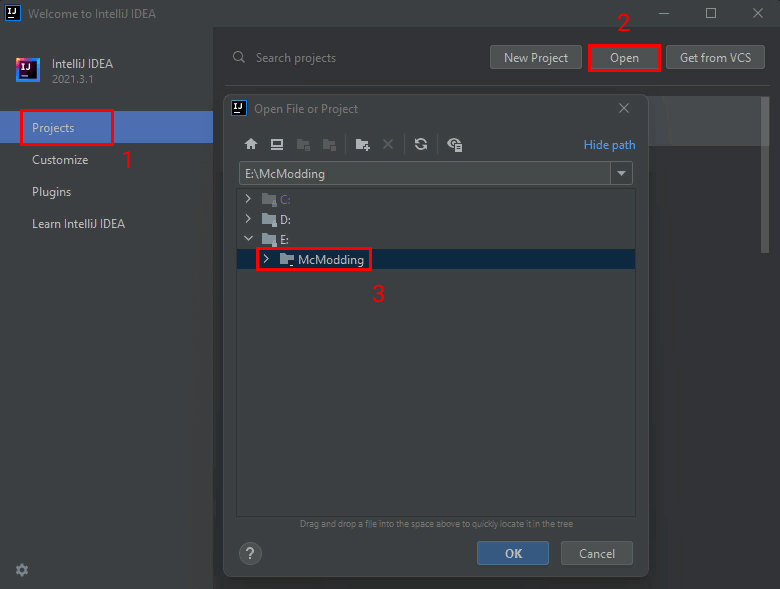 Welcome to IntelliJ IDEA
IntelliJ IDEA
2021.3.1
Projects
1
Customize
Plugins
Learn IntelliJ IDEA
Search projects
New Project
2
Open
Get from VCS
Open File or Project
Hide path
E:\McModding
C:
D:
E:
McModding
3
Drag and drop a file into the space above to quickly locate it in the tree
?
OK
Cancel